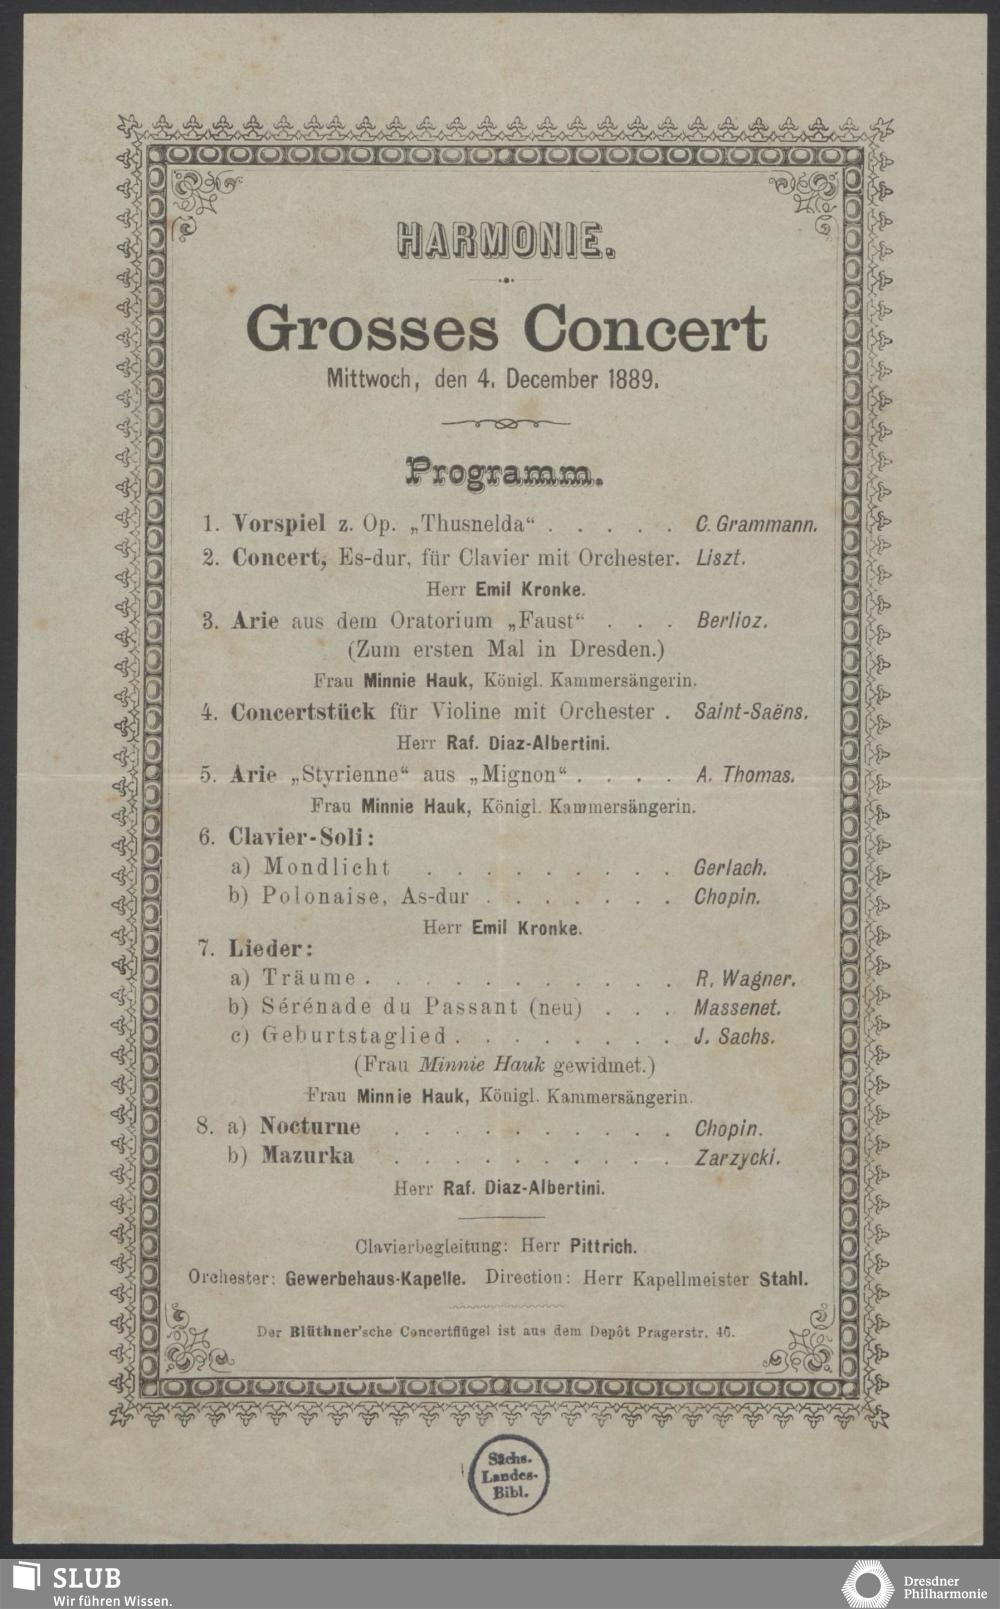 HARMONIE.
Grosses Concert
Mittwoch, den 4. December 1889.
Programm.
1. Vorspiel z. Op. „Thusnelda“ . . . . . C. Grammann.
2. Concert, Es-dur, für Clavier mit Orchester. Liszt.
Herr Emil Kronke.
3. Arie aus dem Oratorium „Faust“ . . . Berlioz.
(Zum ersten Mal in Dresden.)
Frau Minnie Hauk, Königl. Kammersängerin.
4. Concertstück für Violine mit Orchester . Saint-Saëns.
Herr Raf. Diaz-Albertini.
5. Arie „Styrienne“ aus „Mignon“ . . . . A. Thomas.
Frau Minnie Hauk, Königl. Kammersängerin.
6. Clavier-Soli:
a) Mondlicht . . . . . . . . . Gerlach.
b) Polonaise, As-dur . . . . . . . Chopin.
Herr Emil Kronke.
7. Lieder:
a) Träume . . . . . . . . . . . R. Wagner.
b) Sérénade du Passant (neu) . . . Massenet.
c) Geburtstaglied . . . . . . . . J. Sachs.
(Frau Minnie Hauk gewidmet.)
Frau Minnie Hauk, Königl. Kammersängerin.
8. a) Nocturne . . . . . . . . . . Chopin.
b) Mazurka . . . . . . . . . . Zarzycki.
Herr Raf. Diaz-Albertini.
Clavierbegleitung: Herr Pittrich.
Orchester: Gewerbehaus-Kapelle. Direction: Herr Kapellmeister Stahl.
Der Blüthner'sche Concertflügel ist aus dem Depôt Pragerstr. 46.
Sächs.
Landes-
Bibl.
SLUB
Wir führen Wissen.
Dresdner
Philharmonie